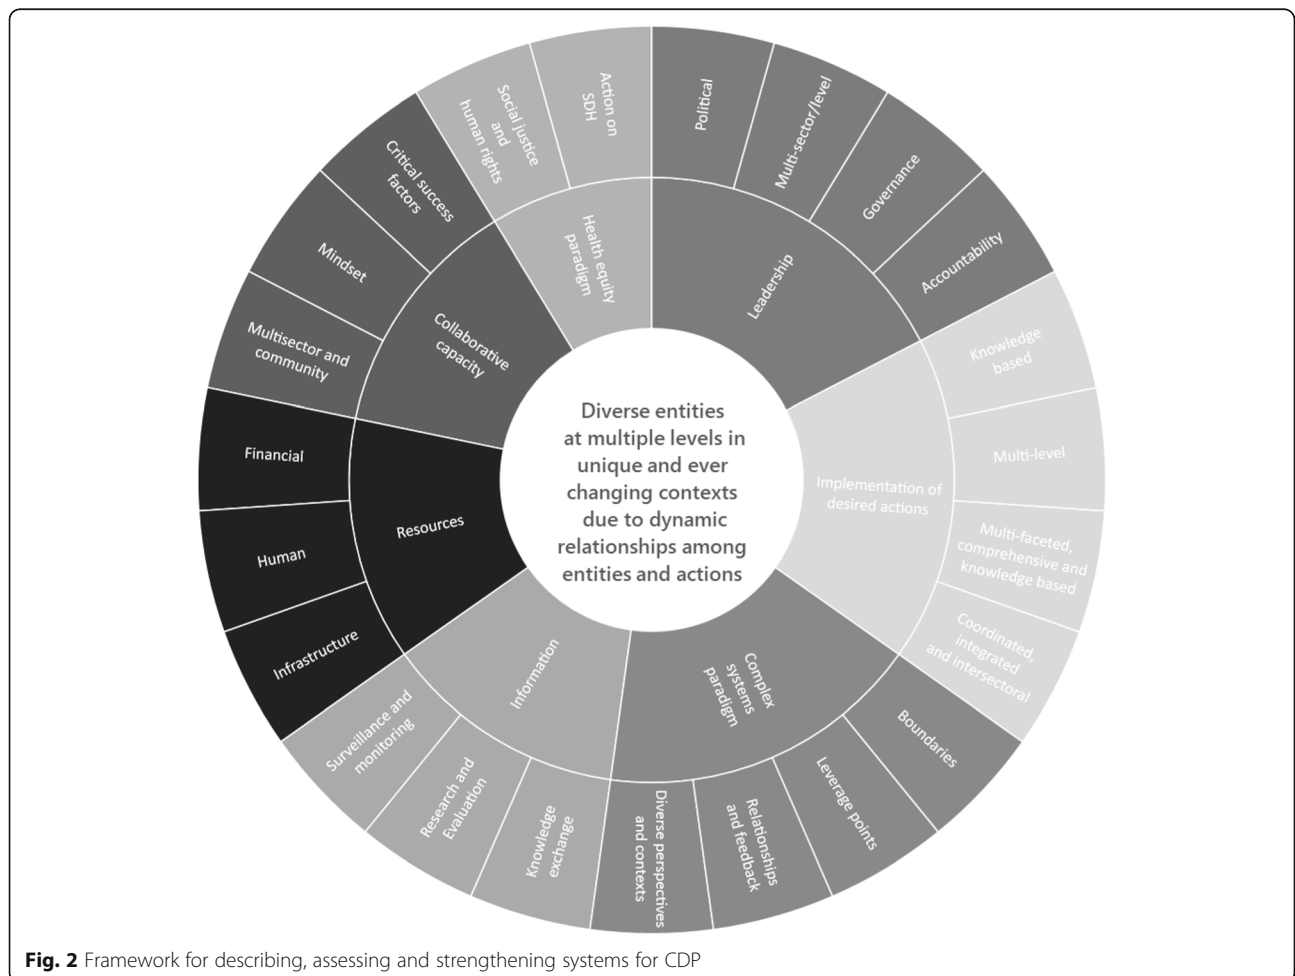 Action on
SDH
Social justice
and
human rights
Health equity
paradigm
Political
Multi-sector/level
Governance
Accountability
Leadership
Knowledge
based
Multi-level
Multi-faceted,
comprehensive and
knowledge based
Coordinated,
integrated
and intersectoral
Implementation of
desired actions
Boundaries
Leverage points
Relationships
and feedback
Diverse perspectives
and contexts
Complex
systems
paradigm
Knowledge
exchange
Research and
Evaluation
Surveillance and
monitoring
Information
Infrastructure
Human
Financial
Resources
Multisector and
community
Mindset
Critical success
factors
Collaborative
capacity
Diverse entities
at multiple levels in
unique and ever
changing contexts
due to dynamic
relationships among
entities and actions
Fig. 2 Framework for describing, assessing and strengthening systems for CDP